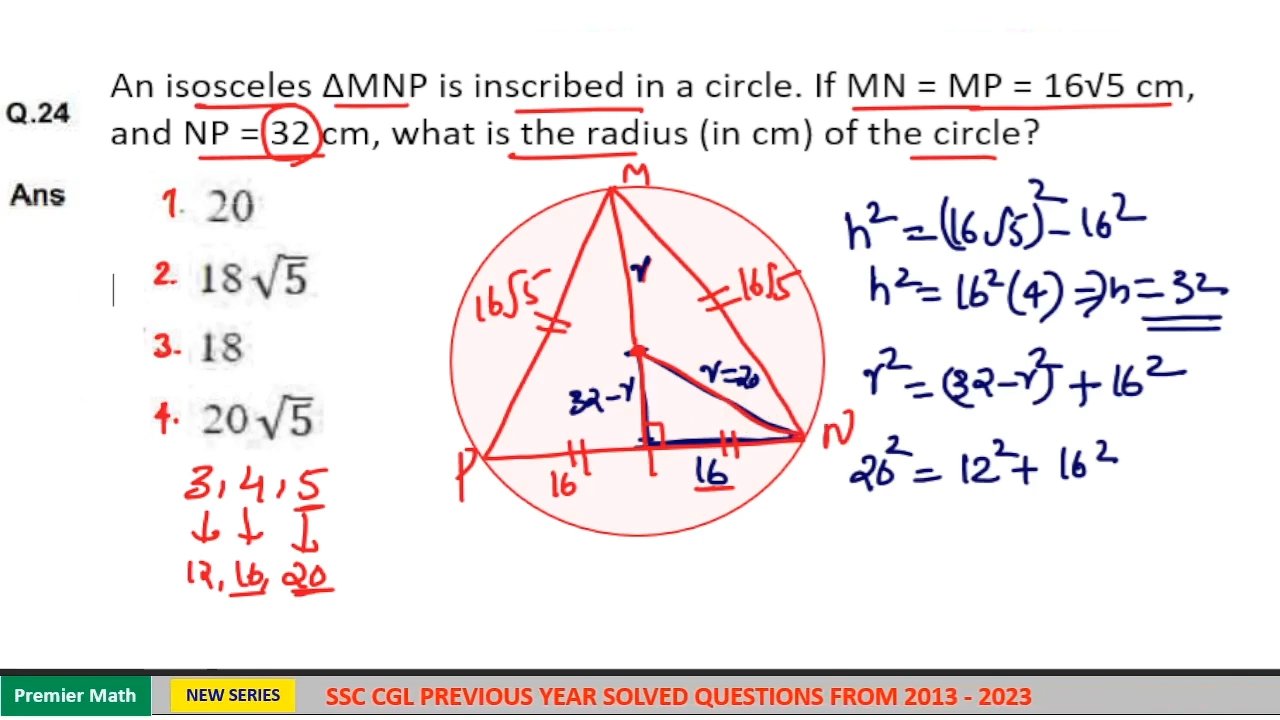 An isosceles ΔMNP is inscribed in a circle. If MN = MP = 16√5 cm,
Q.24
and NP = 32 cm, what is the radius (in cm) of the circle?
Ans
1. 20
2. 18√5
3. 18
4. 20√5
3, 4, 5
↓ ↓ ↓
12, 16, 20
M
16√5
r
16√5
32-r
r=20
P
16
16
N
h² = (16√5)² - 16²
h² = 16²(4) ⇒ h = 32
r² = (32-r²) + 16²
20² = 12² + 16²
Premier Math
NEW SERIES
SSC CGL PREVIOUS YEAR SOLVED QUESTIONS FROM 2013 - 2023